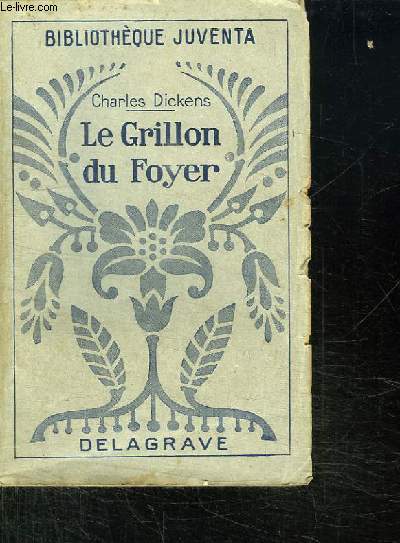 © Le-Livre.com
BIBLIOTHÈQUE JUVENTA
Charles Dickens
Le Grillon
du Foyer
DELAGRAVE